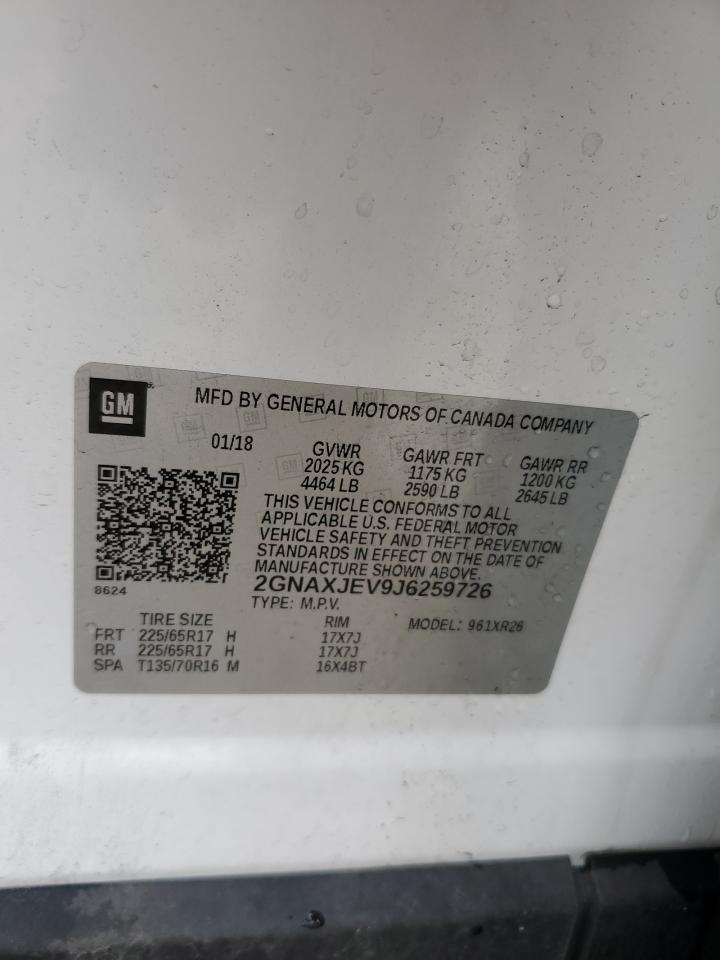 GM
MFD BY GENERAL MOTORS OF CANADA COMPANY
01/18 GVWR GAWR FRT GAWR RR
2025 KG 1175 KG 1200 KG
4464 LB 2590 LB 2645 LB
THIS VEHICLE CONFORMS TO ALL
APPLICABLE U.S. FEDERAL MOTOR
VEHICLE SAFETY AND THEFT PREVENTION
STANDARDS IN EFFECT ON THE DATE OF
MANUFACTURE SHOWN ABOVE.
8624
2GNAXJEV9J6259726
TYPE: M.P.V. MODEL: 961XR26
TIRE SIZE RIM
FRT 225/65R17 H 17X7J
RR 225/65R17 H 17X7J
SPA T135/70R16 M 16X4BT